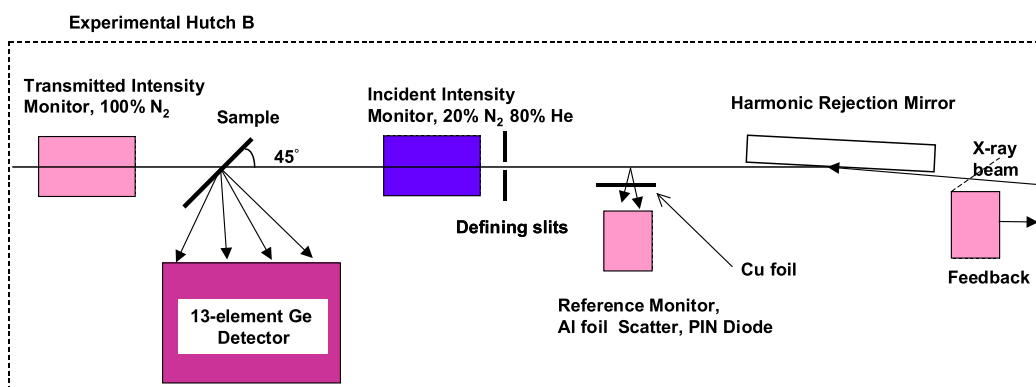 Experimental Hutch B
Transmitted Intensity
Monitor, 100% N₂
Sample
45°
Incident Intensity
Monitor, 20% N₂ 80% He
Harmonic Rejection Mirror
X-ray
beam
Defining slits
Cu foil
Feedback
Reference Monitor,
Al foil Scatter, PIN Diode
13-element Ge
Detector